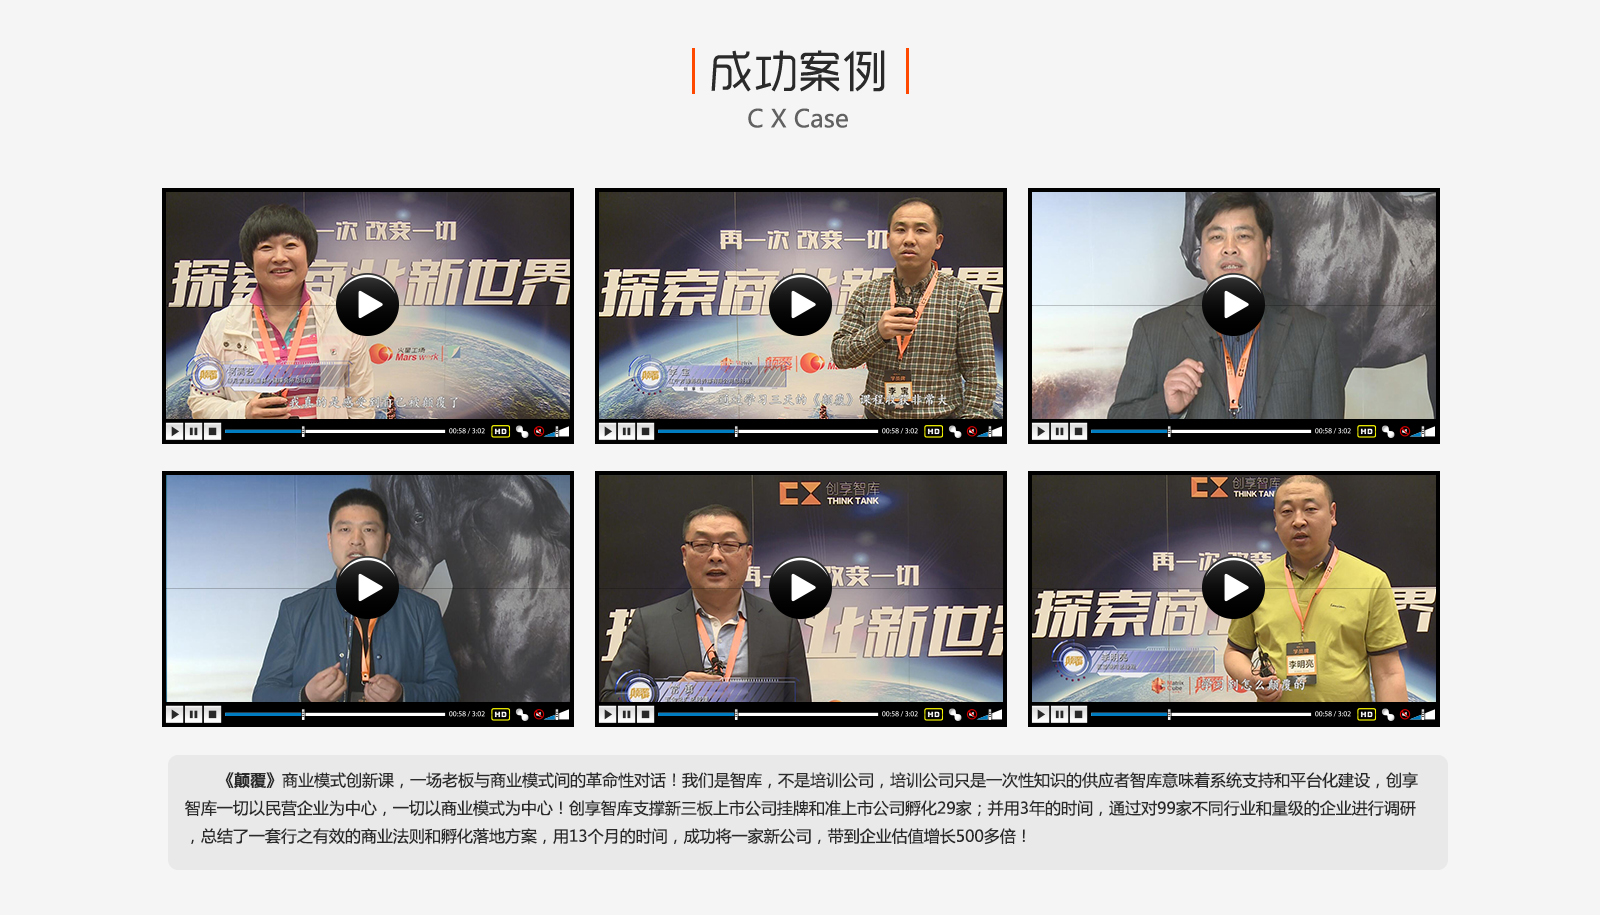 成功案例
C X Case
一次 改变一切
探索商业新世界
火星工场
Mars work
颠覆
我真的是感受到自己被颠覆了
00:58 / 3:02
HD
再一次 改变一切
探索商业新世界
颠覆
李宝
通过学习三天的《颠覆》课程收获非常大
00:58 / 3:02
HD
00:58 / 3:02
HD
00:58 / 3:02
HD
CX 创享智库
THINK TANK
再一 改变一切
业新世界
颠覆
00:58 / 3:02
HD
CX 创享智库
THINK TANK
再一次 改变
探索商 界
颠覆
李明亮
李明亮
Matrix
Cube
00:58 / 3:02
HD
《颠覆》商业模式创新课，一场老板与商业模式间的革命性对话！我们是智库，不是培训公司，培训公司只是一次性知识的供应者智库意味着系统支持和平台化建设，创享
智库一切以民营企业为中心，一切以商业模式为中心！创享智库支撑新三板上市公司挂牌和准上市公司孵化29家；并用3年的时间，通过对99家不同行业和量级的企业进行调研
，总结了一套行之有效的商业法则和孵化落地方案，用13个月的时间，成功将一家新公司，带到企业估值增长500多倍！